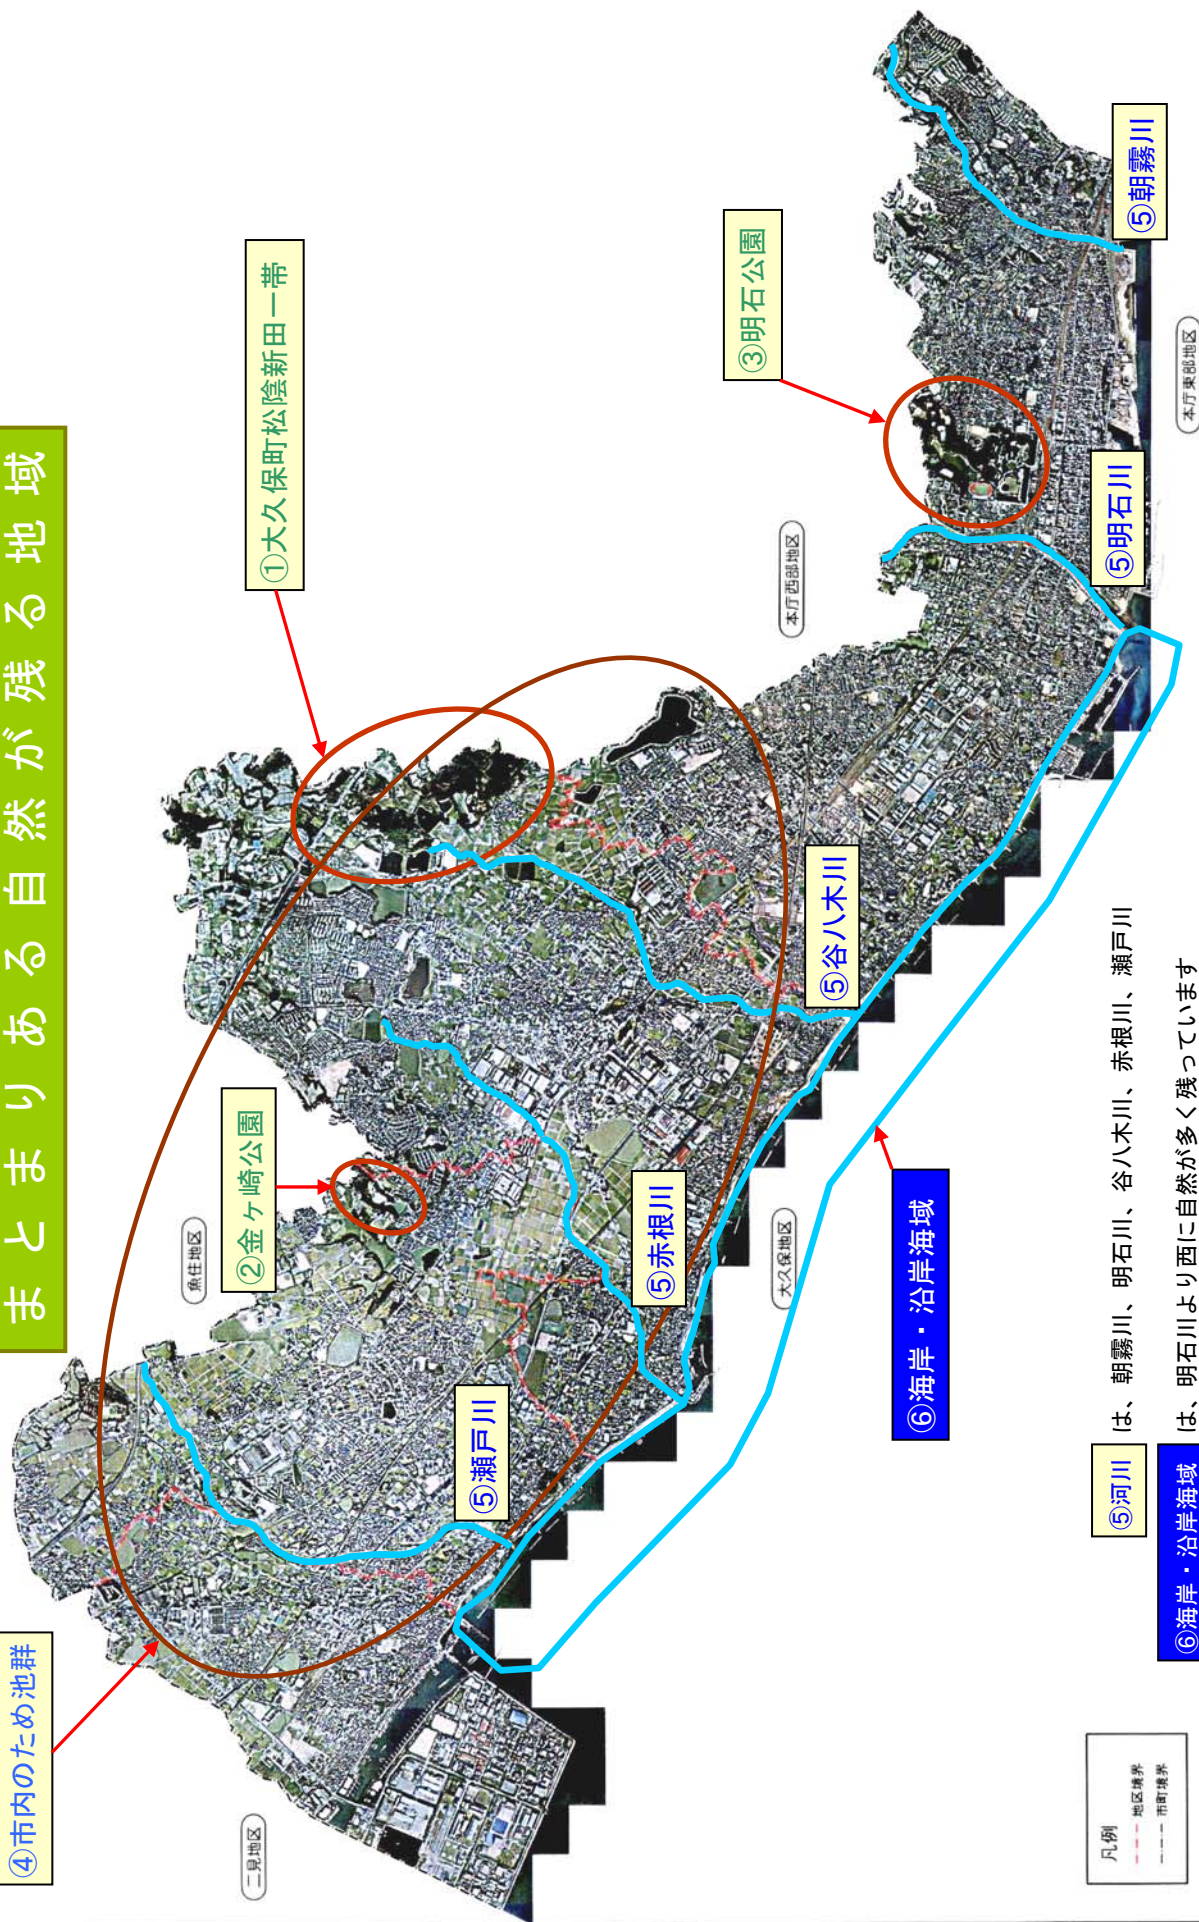 まとまりある自然が残る地域
①大久保町松陰新田一帯
②金ヶ崎公園
③明石公園
④市内のため池群
⑤瀬戸川
⑤赤根川
⑤谷八木川
⑤明石川
⑤朝霧川
⑥海岸・沿岸海域
二見地区
魚住地区
大久保地区
本庁西部地区
本庁東部地区
⑤河川 は、朝霧川、明石川、谷八木川、赤根川、瀬戸川
⑥海岸・沿岸海域 は、明石川より西に自然が多く残っています
凡例
地区境界
市町境界